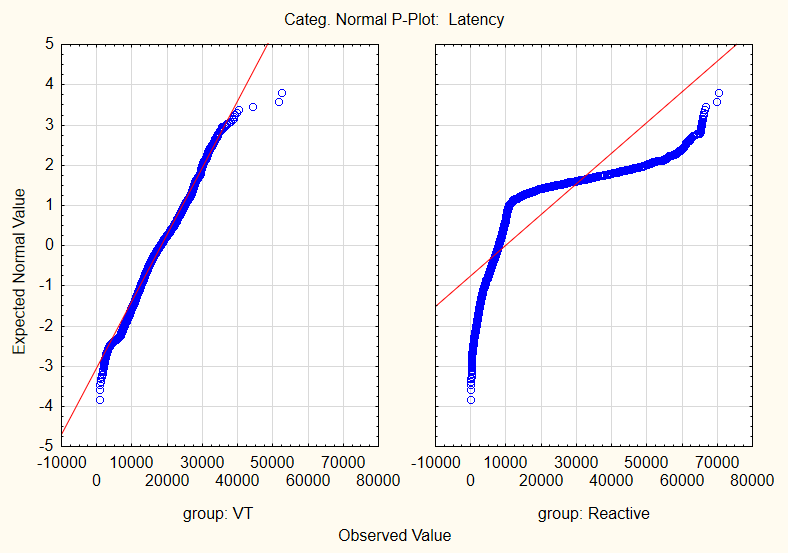 Categ. Normal P-Plot:  Latency
Expected Normal Value
5
4
3
2
1
0
-1
-2
-3
-4
-5
-10000 10000 30000 50000 70000
0 20000 40000 60000 80000
-10000 10000 30000 50000 70000
0 20000 40000 60000 80000
group: VT
group: Reactive
Observed Value